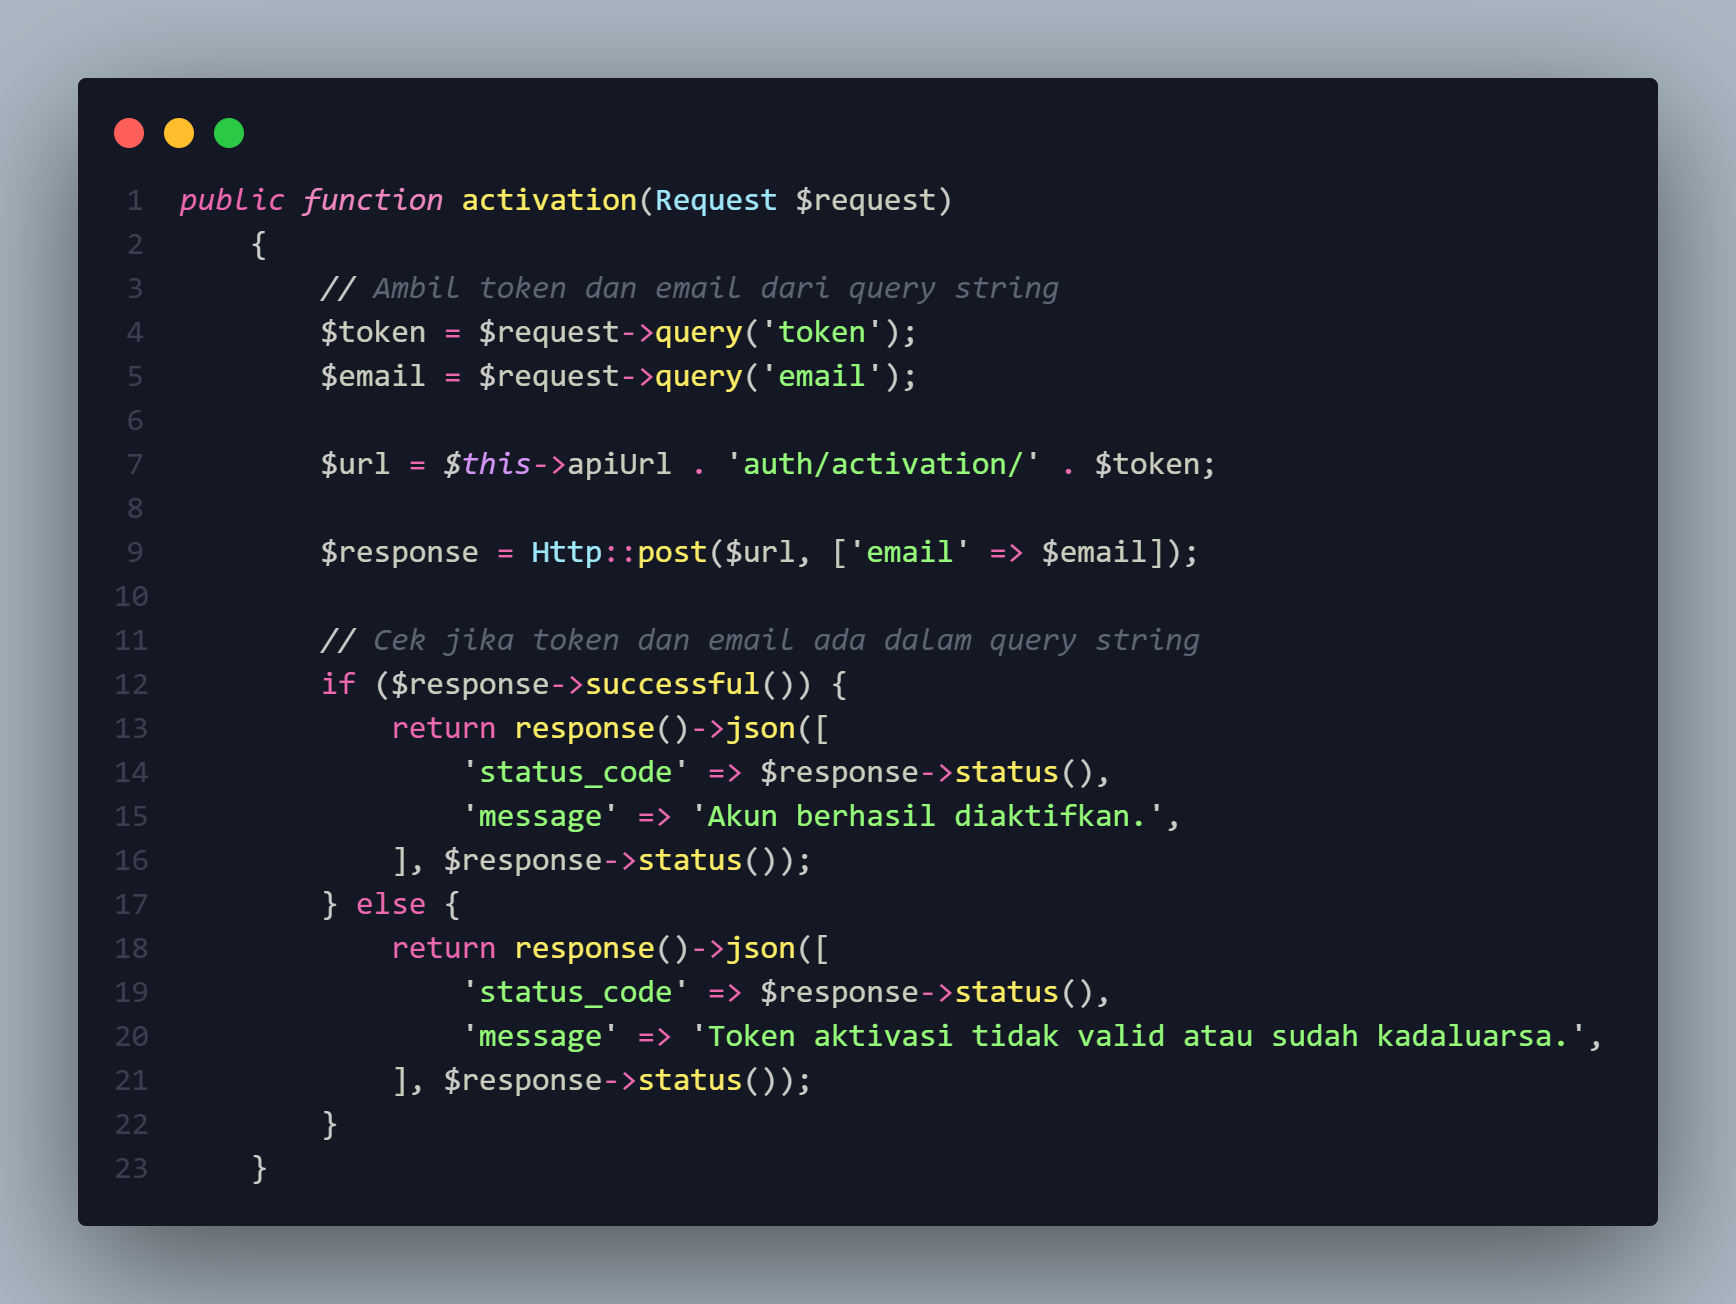 1 public function activation(Request $request)
2 {
3 // Ambil token dan email dari query string
4 $token = $request->query('token');
5 $email = $request->query('email');
6
7 $url = $this->apiUrl . 'auth/activation/' . $token;
8
9 $response = Http::post($url, ['email' => $email]);
10
11 // Cek jika token dan email ada dalam query string
12 if ($response->successful()) {
13 return response()->json([
14 'status_code' => $response->status(),
15 'message' => 'Akun berhasil diaktifkan.',
16 ], $response->status());
17 } else {
18 return response()->json([
19 'status_code' => $response->status(),
20 'message' => 'Token aktivasi tidak valid atau sudah kadaluarsa.',
21 ], $response->status());
22 }
23 }